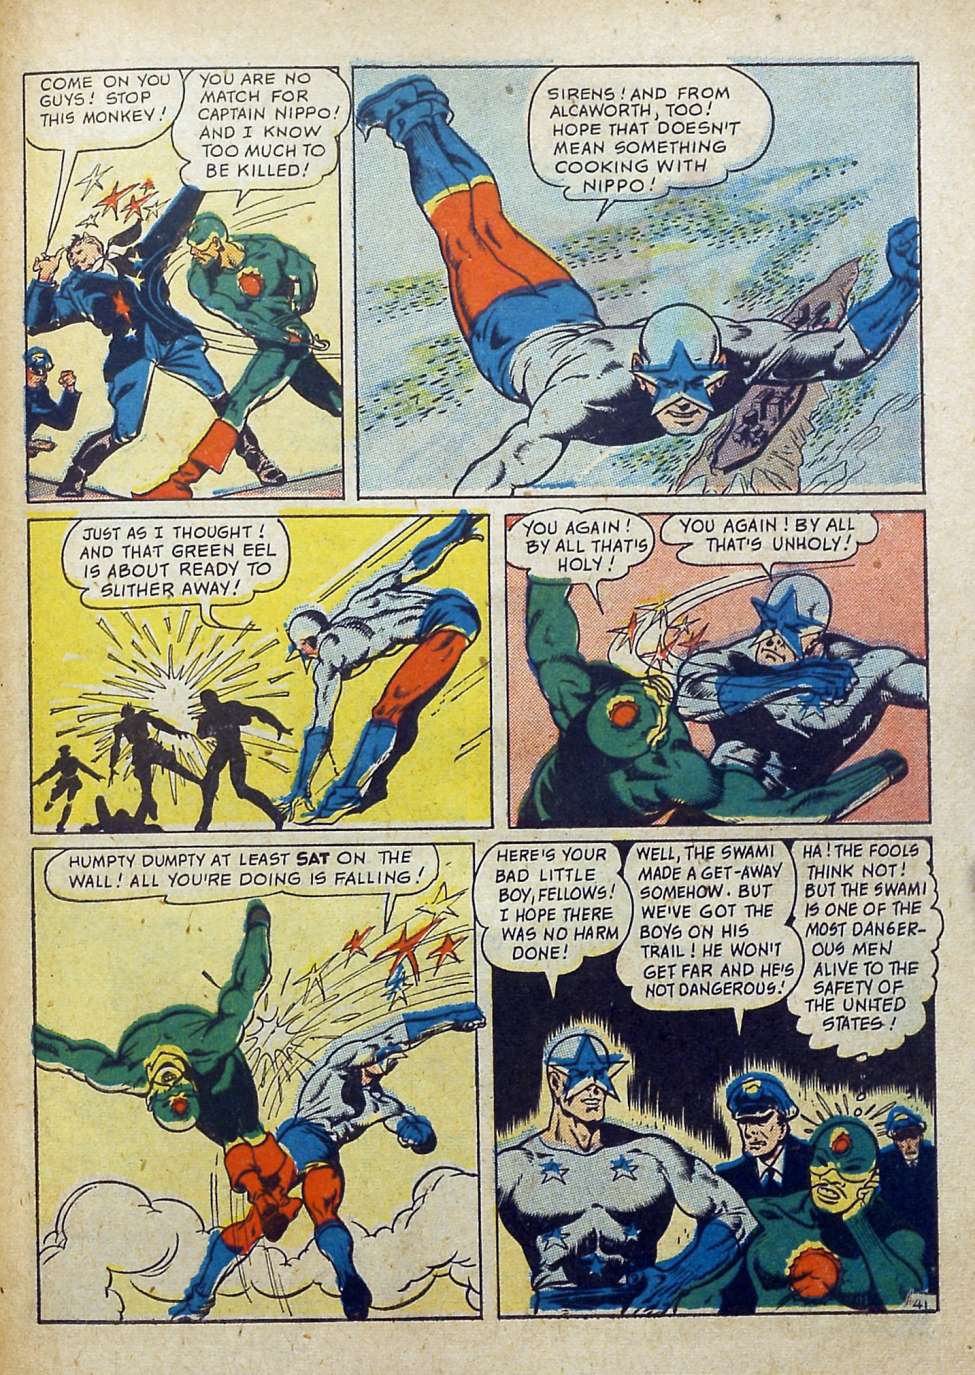 COME ON YOU
GUYS! STOP
THIS MONKEY!
YOU ARE NO
MATCH FOR
CAPTAIN NIPPO!
AND I KNOW
TOO MUCH TO
BE KILLED!
SIRENS! AND FROM
ALCAWORTH, TOO!
HOPE THAT DOESN'T
MEAN SOMETHING
COOKING WITH
NIPPO!
JUST AS I THOUGHT!
AND THAT GREEN EEL
IS ABOUT READY TO
SLITHER AWAY!
YOU AGAIN!
BY ALL THAT'S
HOLY!
YOU AGAIN! BY ALL
THAT'S UNHOLY!
HUMPTY DUMPTY AT LEAST SAT ON THE
WALL! ALL YOU'RE DOING IS FALLING!
HERE'S YOUR
BAD LITTLE
BOY, FELLOWS!
I HOPE THERE
WAS NO HARM
DONE!
WELL, THE SWAMI
MADE A GET-AWAY
SOMEHOW. BUT
WE'VE GOT THE
BOYS ON HIS
TRAIL! HE WON'T
GET FAR AND HE'S
NOT DANGEROUS!
HA! THE FOOLS
THINK NOT!
BUT THE SWAMI
IS ONE OF THE
MOST DANGER-
OUS MEN
ALIVE TO THE
SAFETY OF
THE UNITED
STATES!
41